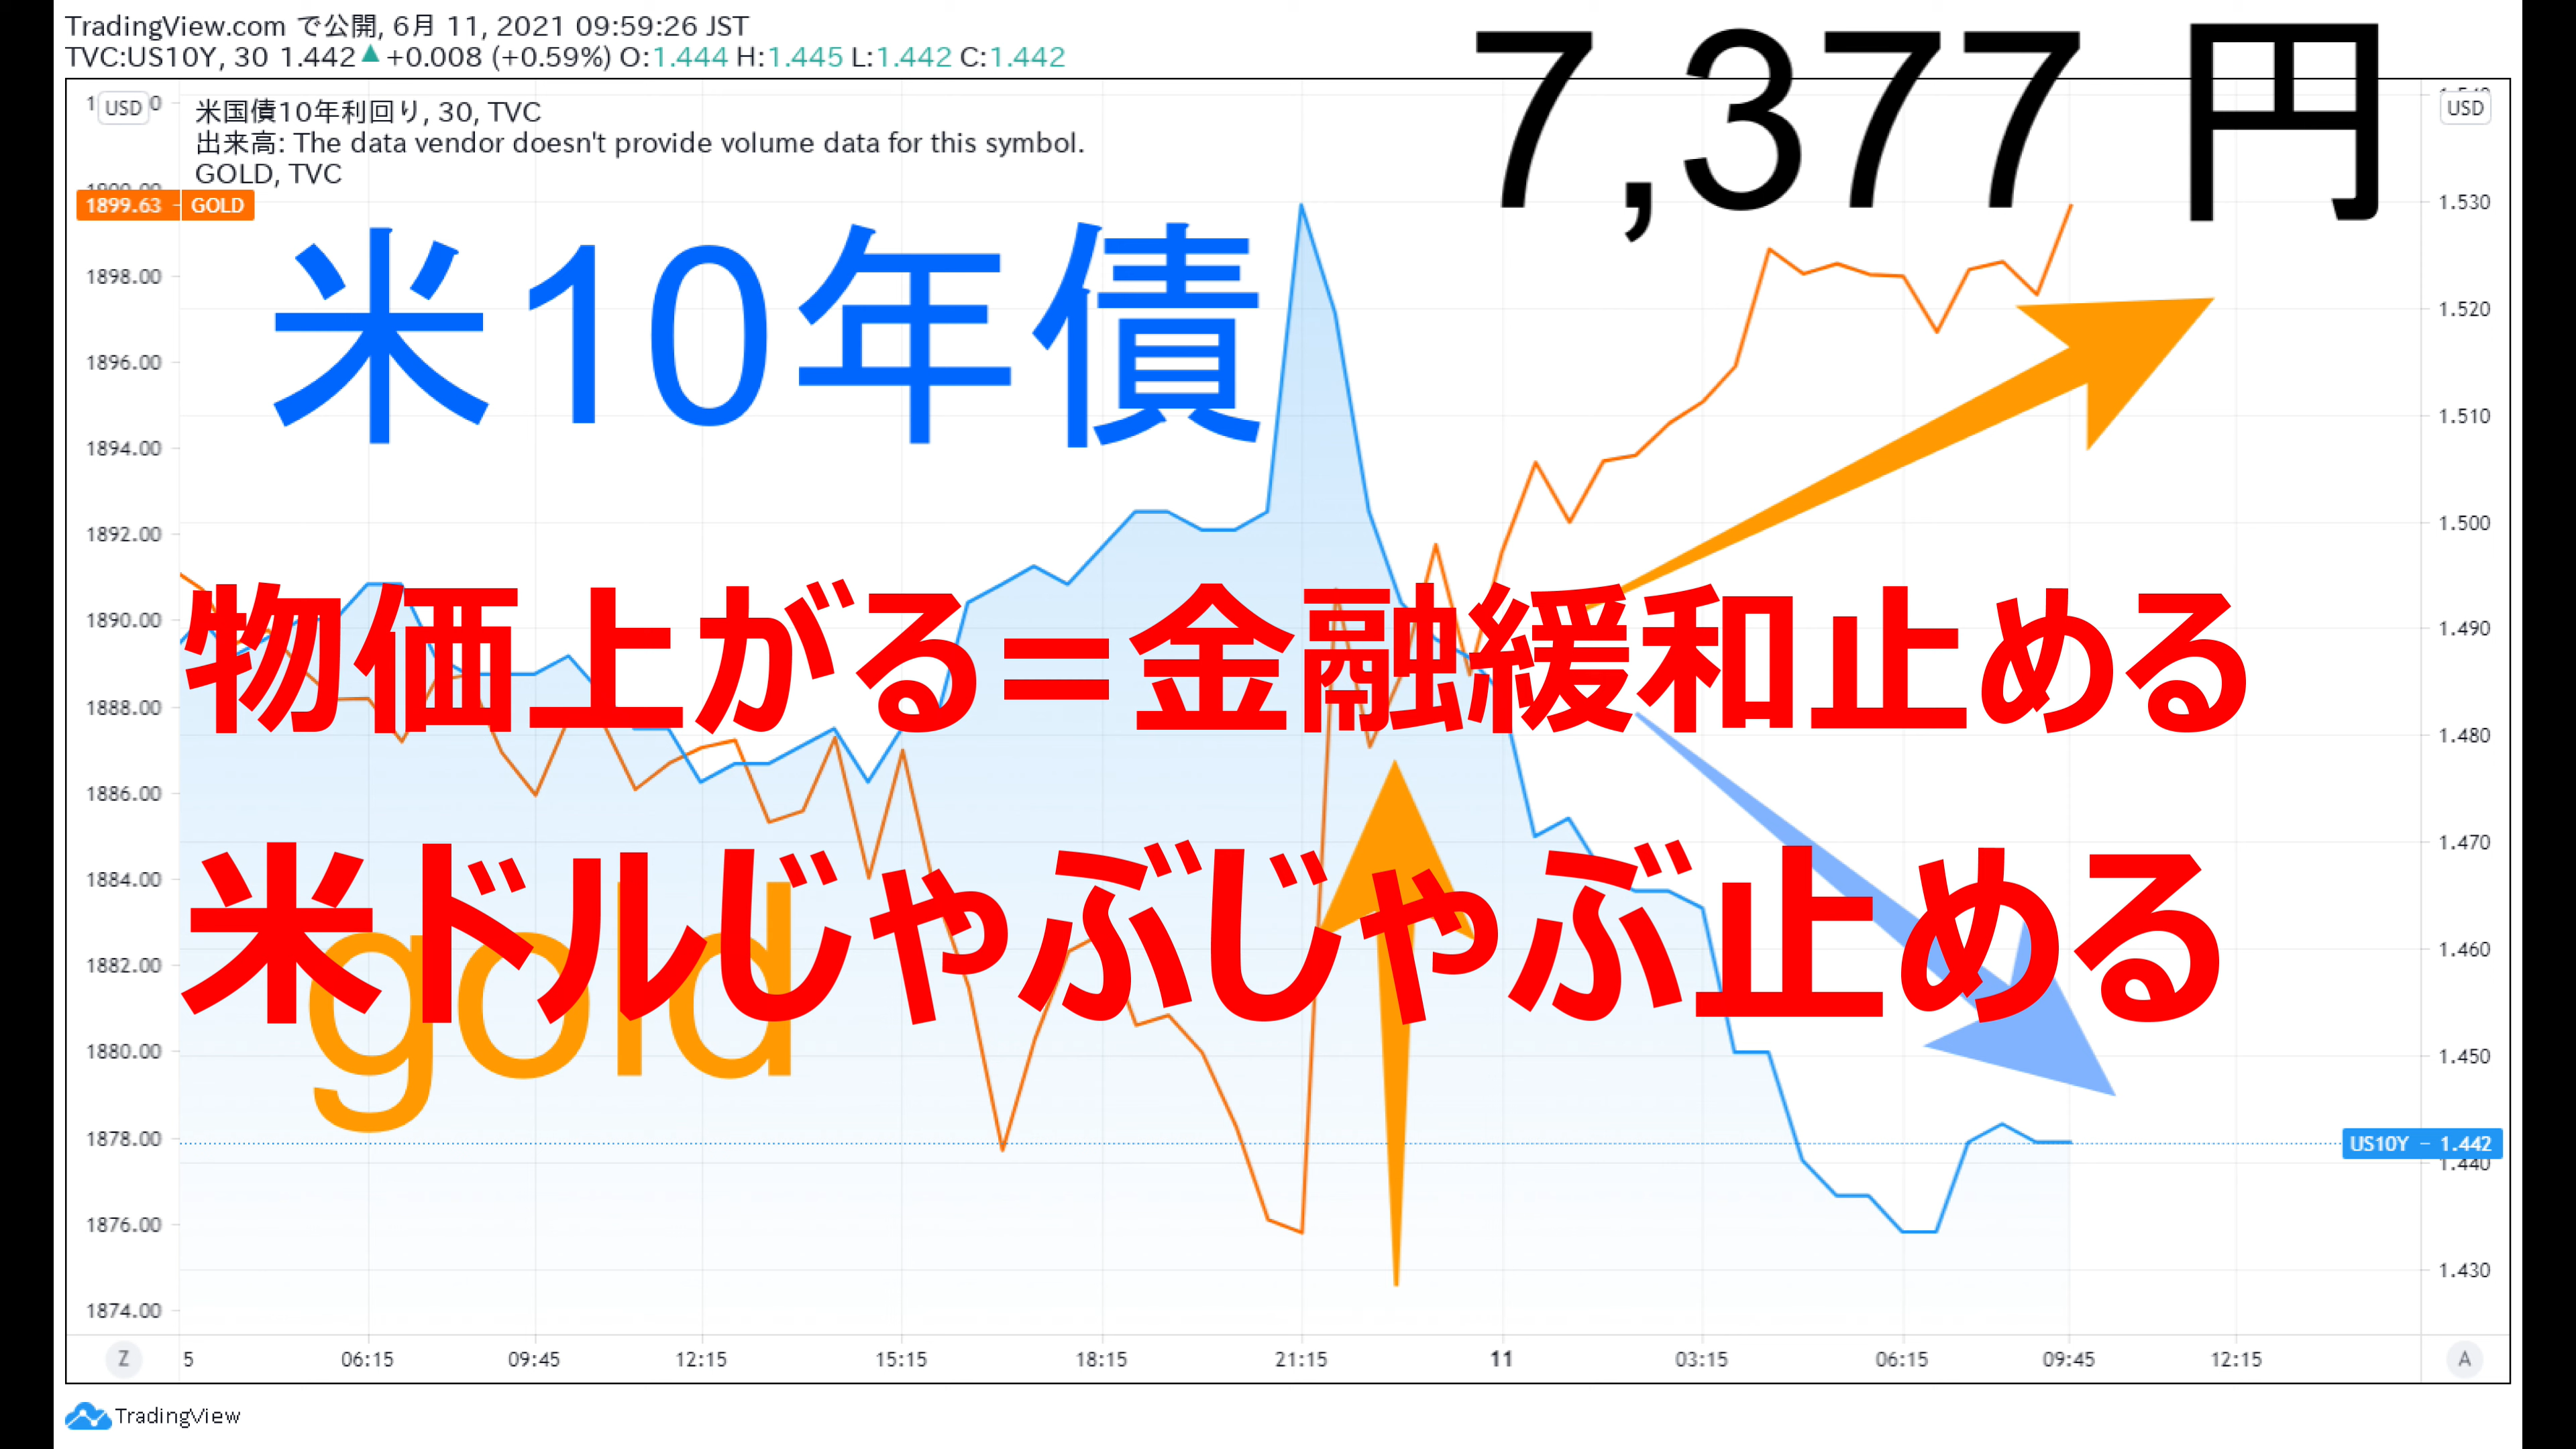 TradingView.com で公開, 6月 11, 2021 09:59:26 JST
TVC:US10Y, 30 1.442▲ +0.008 (+0.59%) O:1.444 H:1.445 L:1.442 C:1.442
7,377 円
USD
米国債10年利回り, 30, TVC
出来高: The data vendor doesn't provide volume data for this symbol.
GOLD, TVC
USD
1899.63 - GOLD
米10年債
物価上がる=金融緩和止める
米ドルじゃぶじゃぶ止める
gold
1898.00
1896.00
1894.00
1892.00
1890.00
1888.00
1886.00
1884.00
1882.00
1880.00
1878.00
1876.00
1874.00
1.530
1.520
1.510
1.500
1.490
1.480
1.470
1.460
1.450
US10Y - 1.442
1.440
1.430
Z 5 06:15 09:45 12:15 15:15 18:15 21:15 11 03:15 06:15 09:45 12:15 A
TradingView